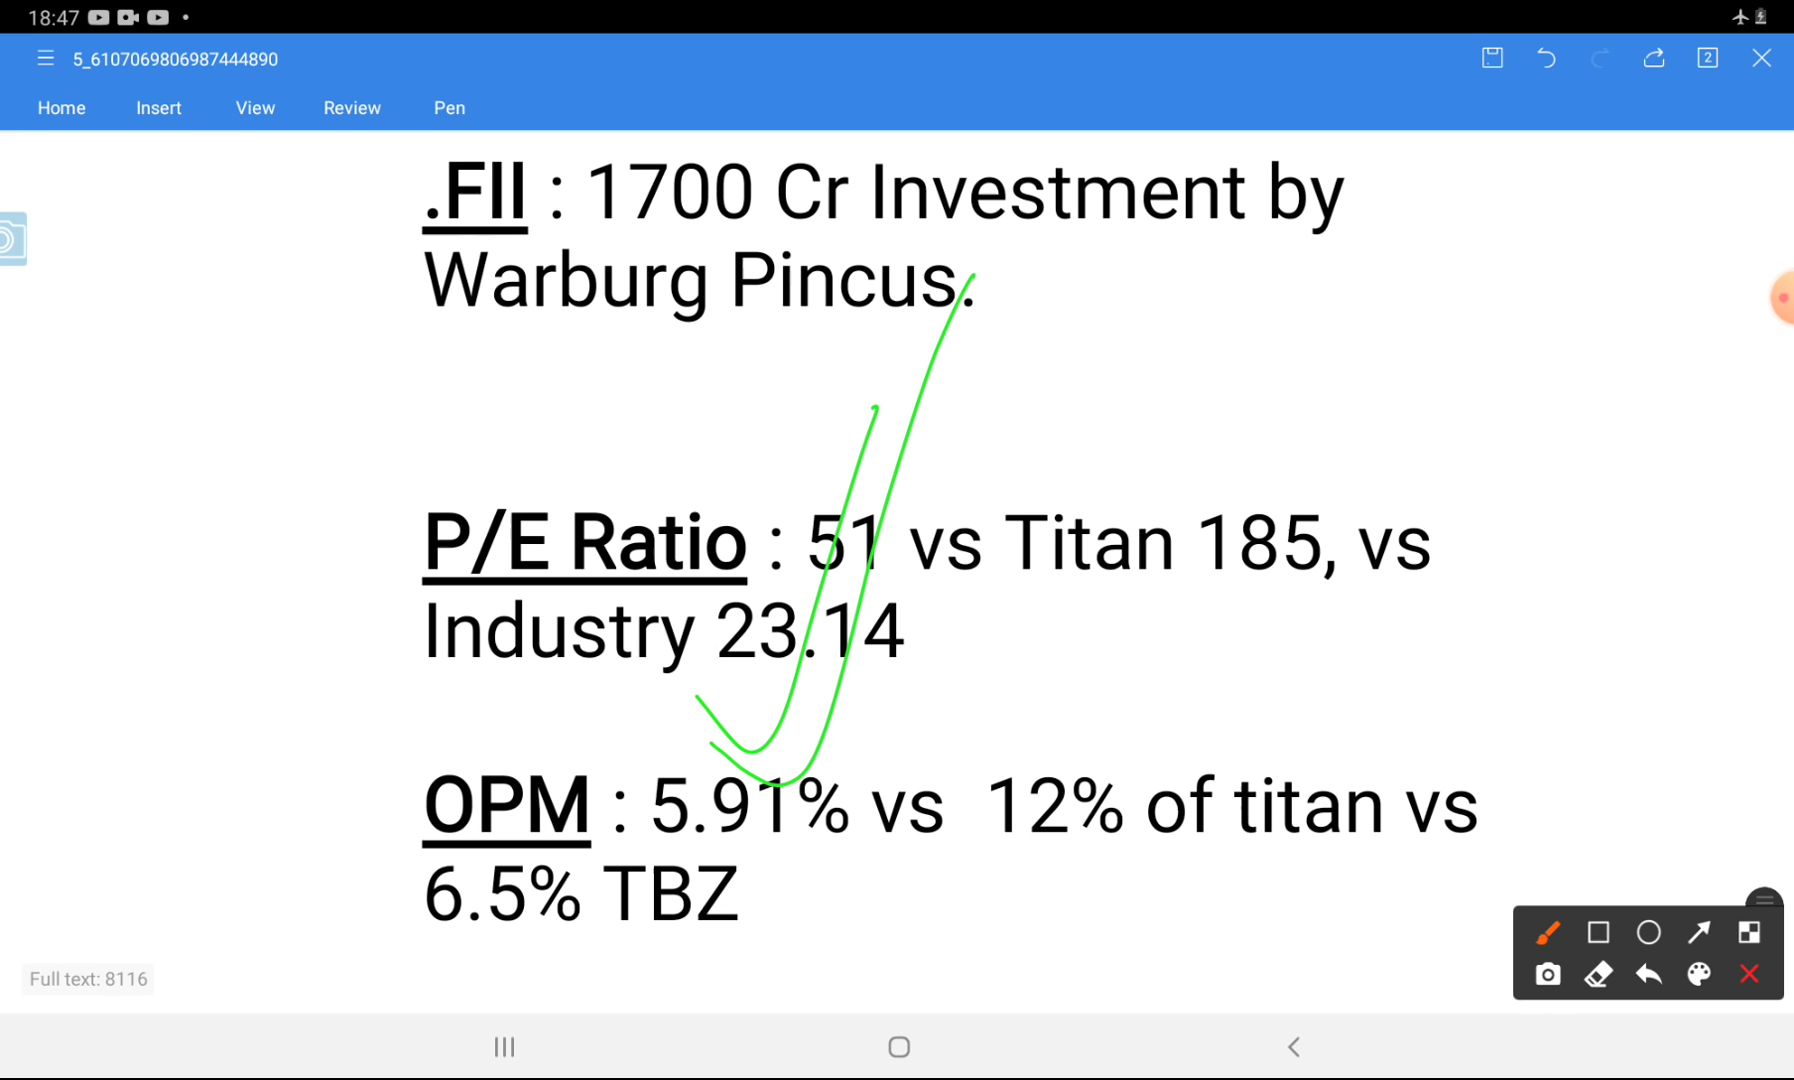 18:47
5_6107069806987444890
2
Home Insert View Review Pen
.FII : 1700 Cr Investment by
Warburg Pincus.
P/E Ratio : 51 vs Titan 185, vs
Industry 23.14
OPM : 5.91% vs 12% of titan vs
6.5% TBZ
Full text: 8116